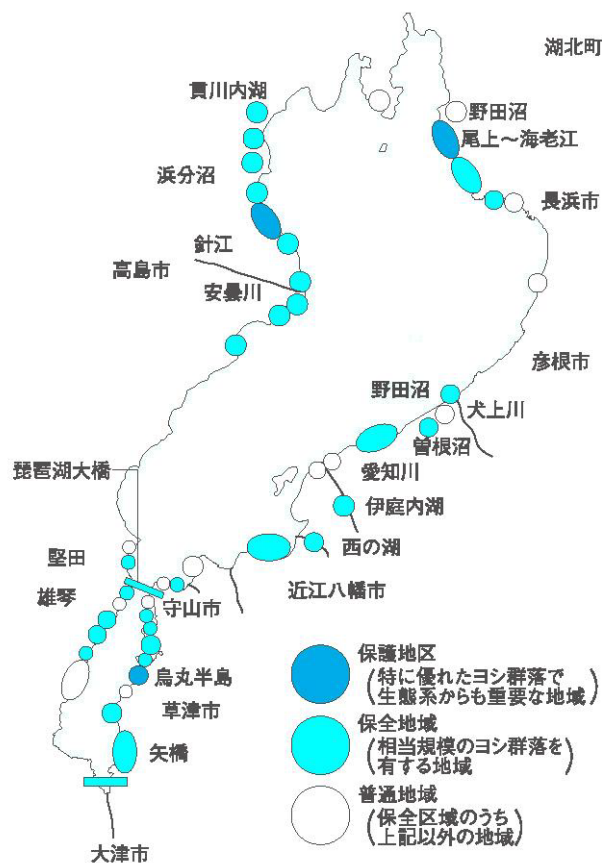 湖北町
貫川内湖
野田沼
尾上～海老江
浜分沼
長浜市
針江
高島市
安曇川
彦根市
野田沼
犬上川
曽根沼
琵琶湖大橋
愛知川
伊庭内湖
西の湖
堅田
近江八幡市
雄琴
守山市
烏丸半島
草津市
矢橋
大津市
保護地区
(特に優れたヨシ群落で
生態系からも重要な地域)
保全地域
(相当規模のヨシ群落を
有する地域)
普通地域
(保全区域のうち
上記以外の地域)